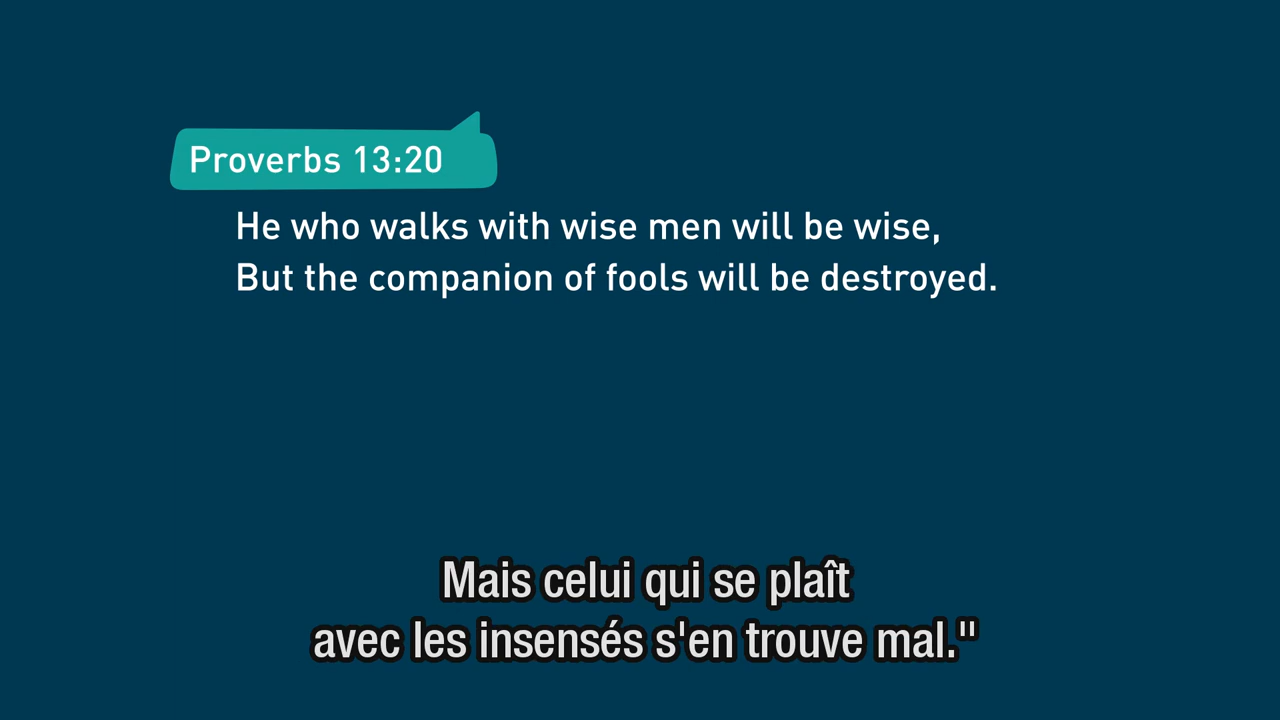 Proverbs 13:20
He who walks with wise men will be wise,
But the companion of fools will be destroyed.
Mais celui qui se plaît
avec les insensés s'en trouve mal."